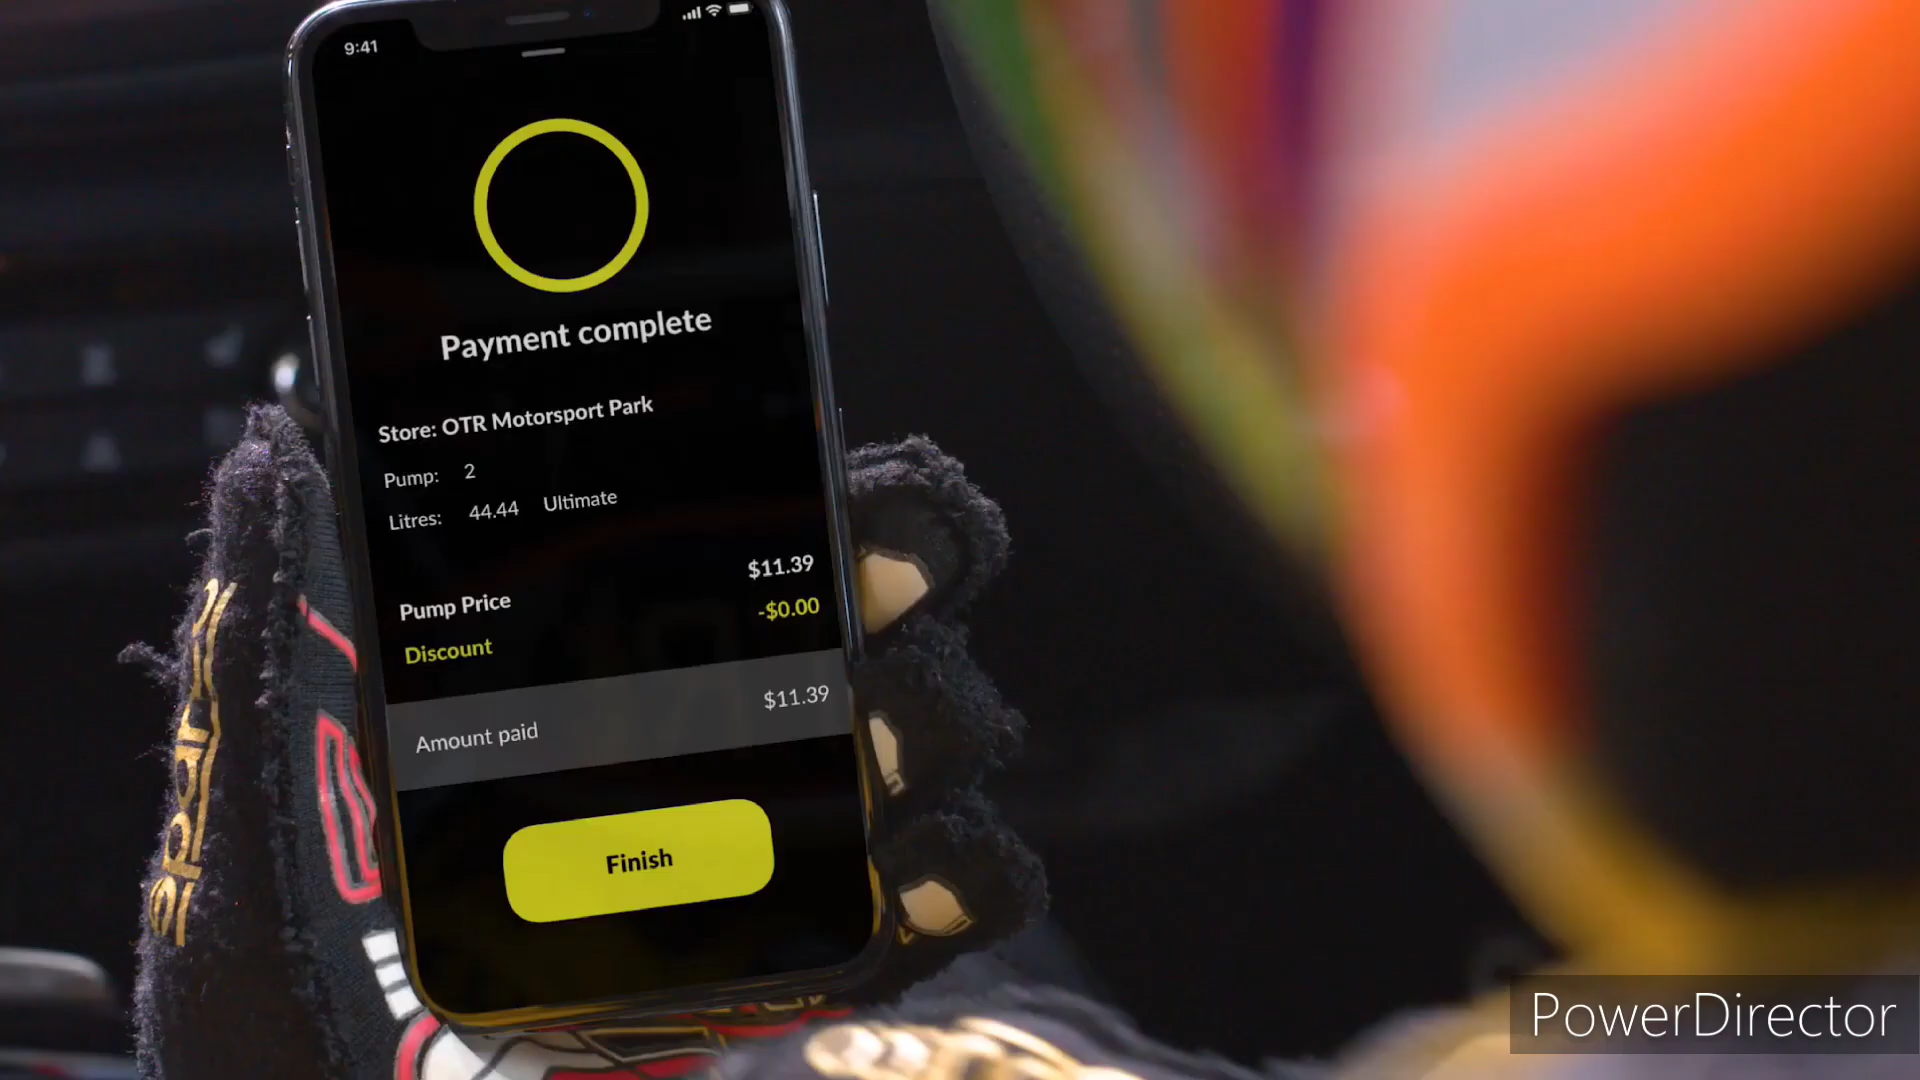 9:41
Payment complete
Store: OTR Motorsport Park
Pump: 2
Litres: 44.44 Ultimate
Pump Price $11.39
Discount -$0.00
Amount paid $11.39
Finish
PowerDirector